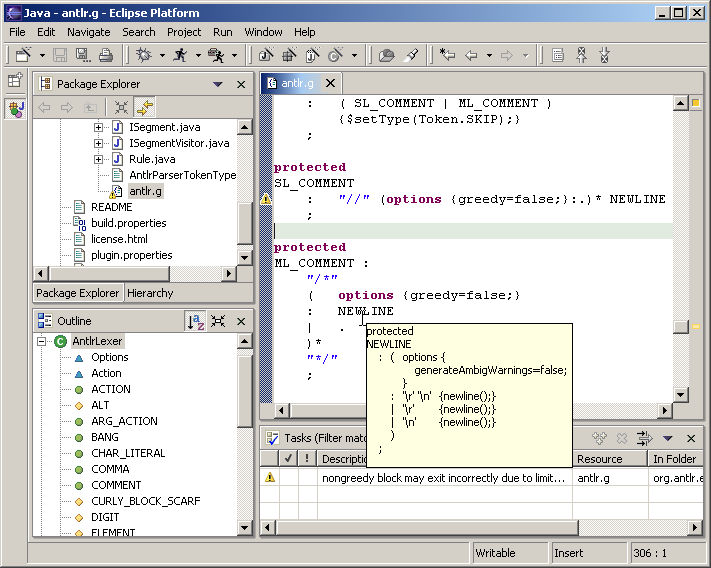 Java - antlr.g - Eclipse Platform
File Edit Navigate Search Project Run Window Help
Package Explorer
ISegment.java
ISegmentVisitor.java
Rule.java
AntlrParserTokenType
antlr.g
README
build.properties
license.html
plugin.properties
Package Explorer Hierarchy
Outline
AntlrLexer
Options
Action
ACTION
ALT
ARG_ACTION
BANG
CHAR_LITERAL
COMMA
COMMENT
CURLY_BLOCK_SCARF
DIGIT
ELEMENT
antlr.g
: ( SL_COMMENT | ML_COMMENT )
{$setType(Token.SKIP);}
;
protected
SL_COMMENT
: "//" (options {greedy=false;}:.)* NEWLINE
;
protected
ML_COMMENT :
"/*"
( options {greedy=false;}
: NEWLINE
| .
)*
"*/"
;
protected
NEWLINE
: ( options {
generateAmbigWarnings=false;
}
: '\r' '\n' {newline();}
| '\r' {newline();}
| '\n' {newline();}
)
;
Tasks (Filter matc
! Descriptio Resource In Folder
nongreedy block may exit incorrectly due to limit... antlr.g org.antlr.e
Writable Insert 306 : 1